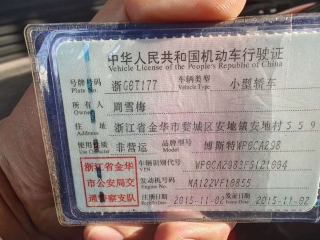 中华人民共和国机动车行驶证
Vehicle License of the People's Republic of China
号牌号码 浙G8T177 车辆类型 小型轿车
Plate No. Vehicle Type
所有人 周雪梅
Owner
住址 浙江省金华市婺城区安地镇安地村559
Address
使用性质 非营运 品牌型号 博斯特WP0CA298
Use Character Model
浙江省金华 车辆识别代号
市公安局交 VIN
通警察支队 发动机号码 MA122VF10855
Engine No.
注册日期 2015-11-02 发证日期 2015-11-02